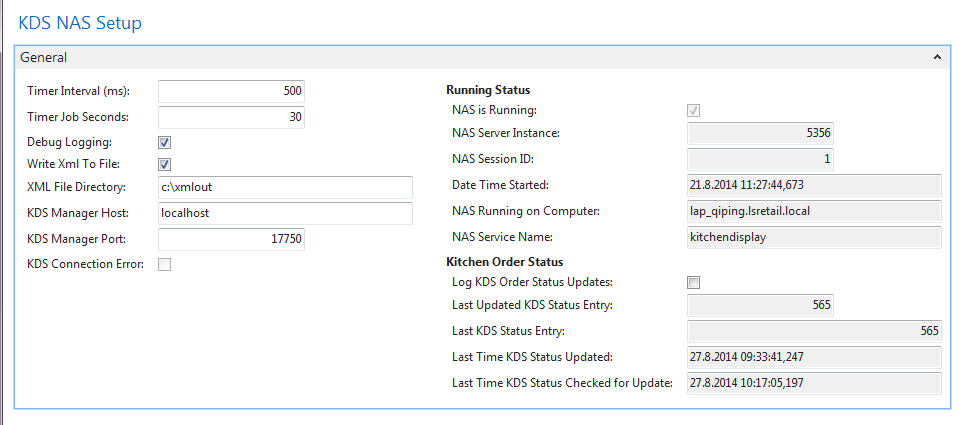 KDS NAS Setup
General
Timer Interval (ms): 500
Timer Job Seconds: 30
Debug Logging:
Write Xml To File:
XML File Directory: c:\xmlout
KDS Manager Host: localhost
KDS Manager Port: 17750
KDS Connection Error:
Running Status
NAS is Running:
NAS Server Instance: 5356
NAS Session ID: 1
Date Time Started: 21.8.2014 11:27:44,673
NAS Running on Computer: lap_qiping.lsretail.local
NAS Service Name: kitchendisplay
Kitchen Order Status
Log KDS Order Status Updates:
Last Updated KDS Status Entry: 565
Last KDS Status Entry: 565
Last Time KDS Status Updated: 27.8.2014 09:33:41,247
Last Time KDS Status Checked for Update: 27.8.2014 10:17:05,197